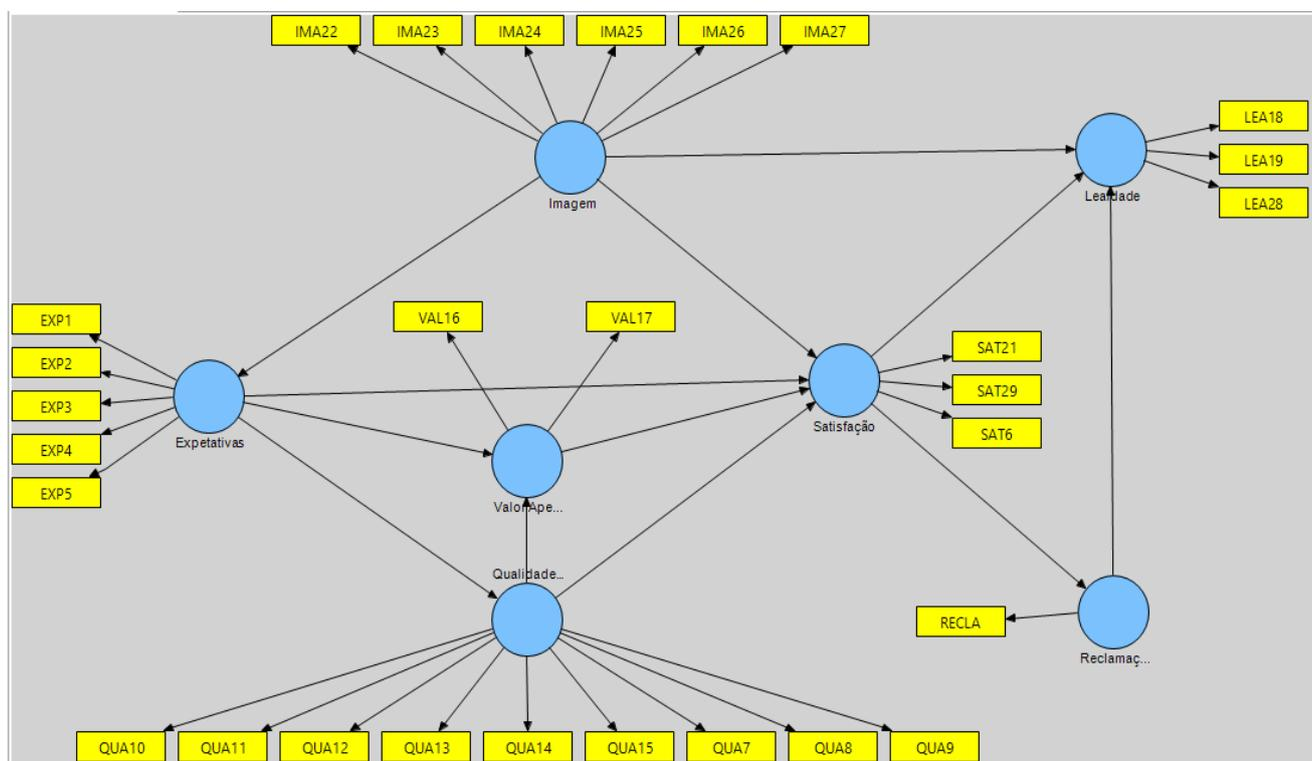 IMA22
IMA23
IMA24
IMA25
IMA26
IMA27
LEA18
LEA19
LEA28
Lealdade
Imagem
EXP1
EXP2
EXP3
EXP4
EXP5
Expetativas
VAL16
VAL17
Valor Ape...
SAT21
SAT29
SAT6
Satisfação
Qualidade...
RECLA
Reclamaç...
QUA10
QUA11
QUA12
QUA13
QUA14
QUA15
QUA7
QUA8
QUA9